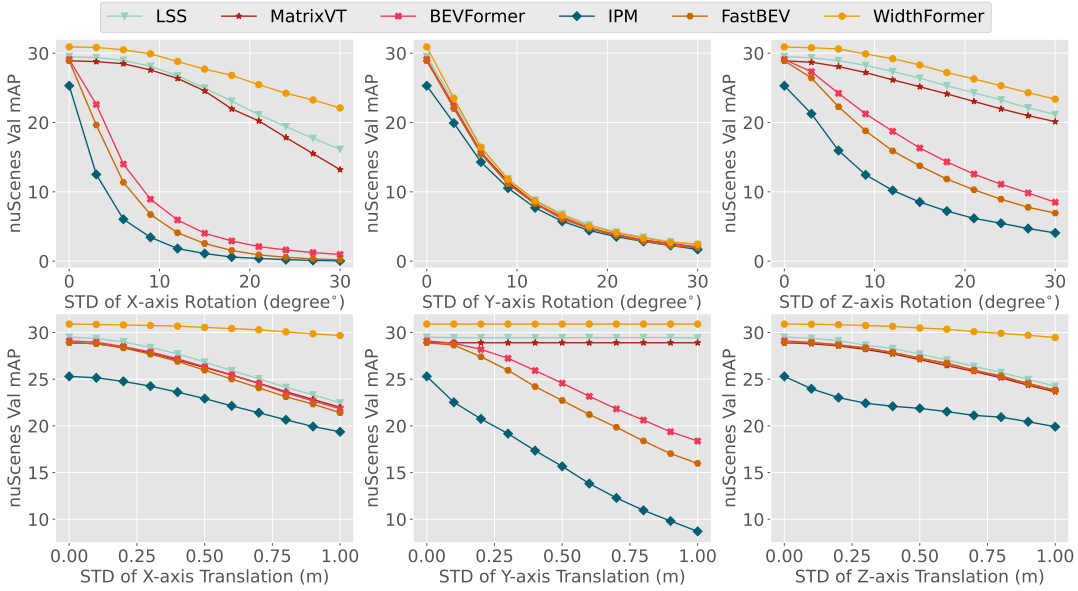 LSS MatrixVT BEVFormer IPM FastBEV WidthFormer
nuScenes Val mAP
30
20
10
0
0 10 20 30
STD of X-axis Rotation (degree°)
nuScenes Val mAP
30
20
10
0
0 10 20 30
STD of Y-axis Rotation (degree°)
nuScenes Val mAP
30
20
10
0
0 10 20 30
STD of Z-axis Rotation (degree°)
nuScenes Val mAP
30
25
20
15
10
0.00 0.25 0.50 0.75 1.00
STD of X-axis Translation (m)
nuScenes Val mAP
30
25
20
15
10
0.00 0.25 0.50 0.75 1.00
STD of Y-axis Translation (m)
nuScenes Val mAP
30
25
20
15
10
0.00 0.25 0.50 0.75 1.00
STD of Z-axis Translation (m)